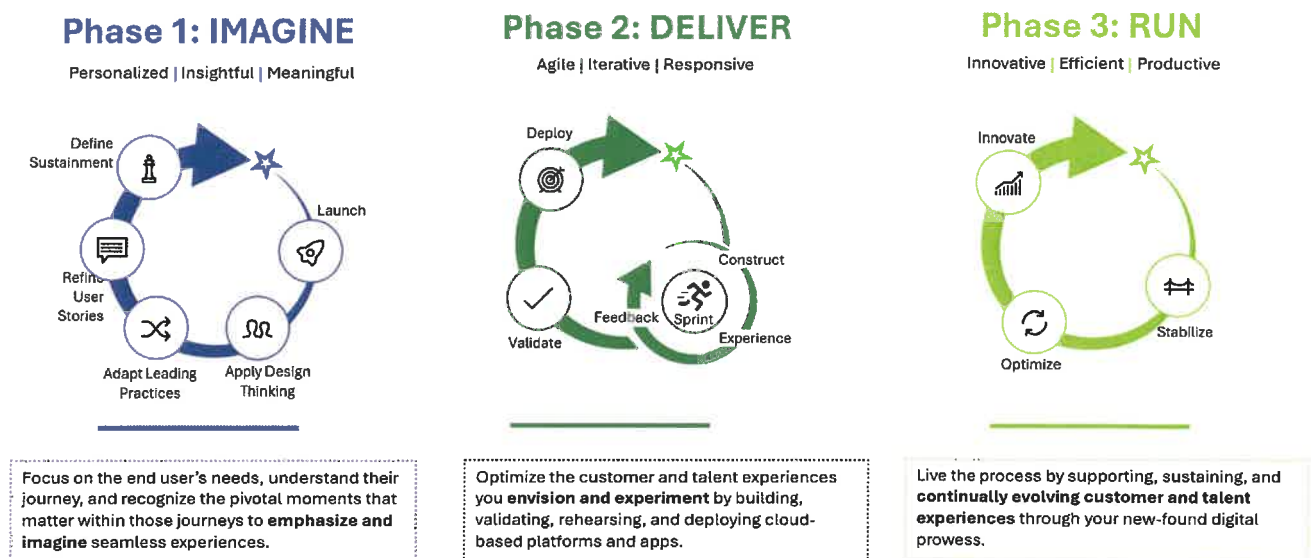 Phase 1: IMAGINE
Personalized | Insightful | Meaningful
Define
Sustainment
Launch
Refine
User
Stories
Adapt Leading
Practices
Apply Design
Thinking
Focus on the end user's needs, understand their
journey, and recognize the pivotal moments that
matter within those journeys to emphasize and
imagine seamless experiences.
Phase 2: DELIVER
Agile | Iterative | Responsive
Deploy
Construct
Feedback
Sprint
Experience
Validate
Optimize the customer and talent experiences
you envision and experiment by building,
validating, rehearsing, and deploying cloud-
based platforms and apps.
Phase 3: RUN
Innovative | Efficient | Productive
Innovate
Stabilize
Optimize
Live the process by supporting, sustaining, and
continually evolving customer and talent
experiences through your new-found digital
prowess.